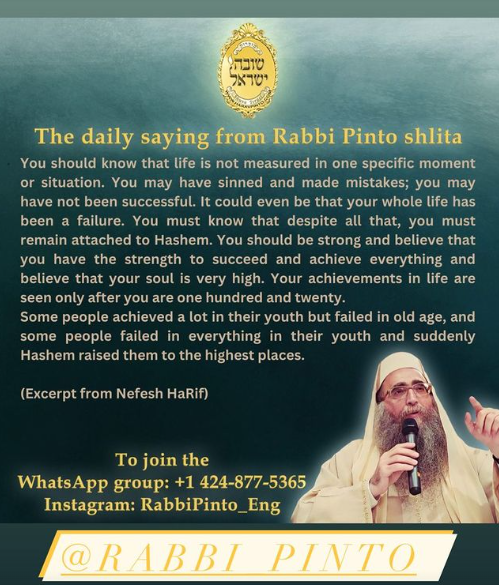 שובה
ישראל
The daily saying from Rabbi Pinto shlita
You should know that life is not measured in one specific moment
or situation. You may have sinned and made mistakes; you may
have not been successful. It could even be that your whole life has
been a failure. You must know that despite all that, you must
remain attached to Hashem. You should be strong and believe that
you have the strength to succeed and achieve everything and
believe that your soul is very high. Your achievements in life are
seen only after you are one hundred and twenty.
Some people achieved a lot in their youth but failed in old age, and
some people failed in everything in their youth and suddenly
Hashem raised them to the highest places.
(Excerpt from Nefesh HaRif)
To join the
WhatsApp group: +1 424-877-5365
Instagram: RabbiPinto_Eng
@RABBI_PINTO